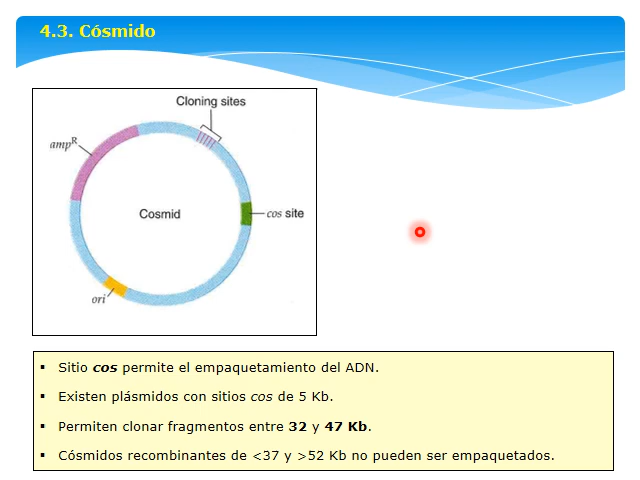 4.3. Cósmido
Cloning sites
ampR
Cosmid
cos site
ori
▪ Sitio cos permite el empaquetamiento del ADN.
▪ Existen plásmidos con sitios cos de 5 Kb.
▪ Permiten clonar fragmentos entre 32 y 47 Kb.
▪ Cósmidos recombinantes de <37 y >52 Kb no pueden ser empaquetados.